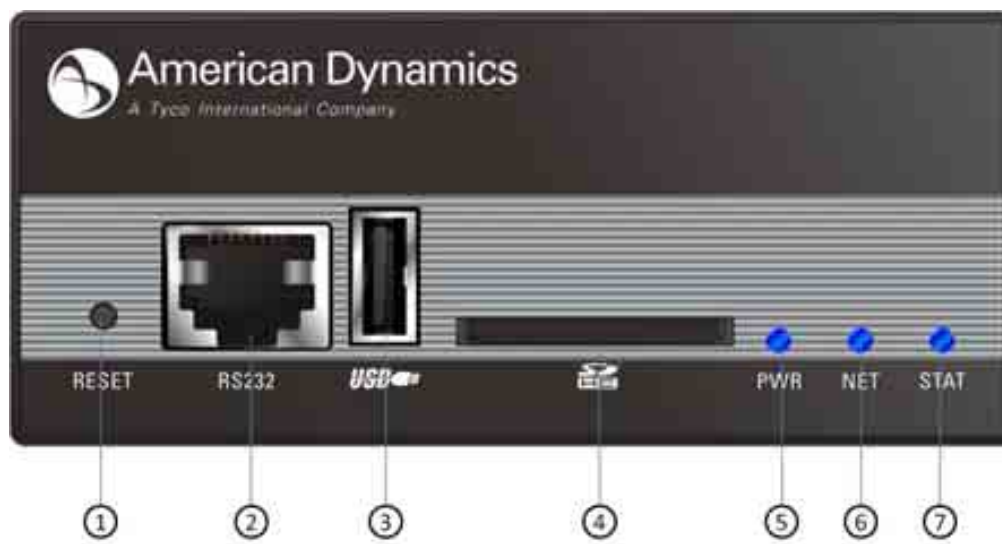 American Dynamics
A Tyco International Company
RESET RS232 USB PWR NET STAT
1 2 3 4 5 6 7